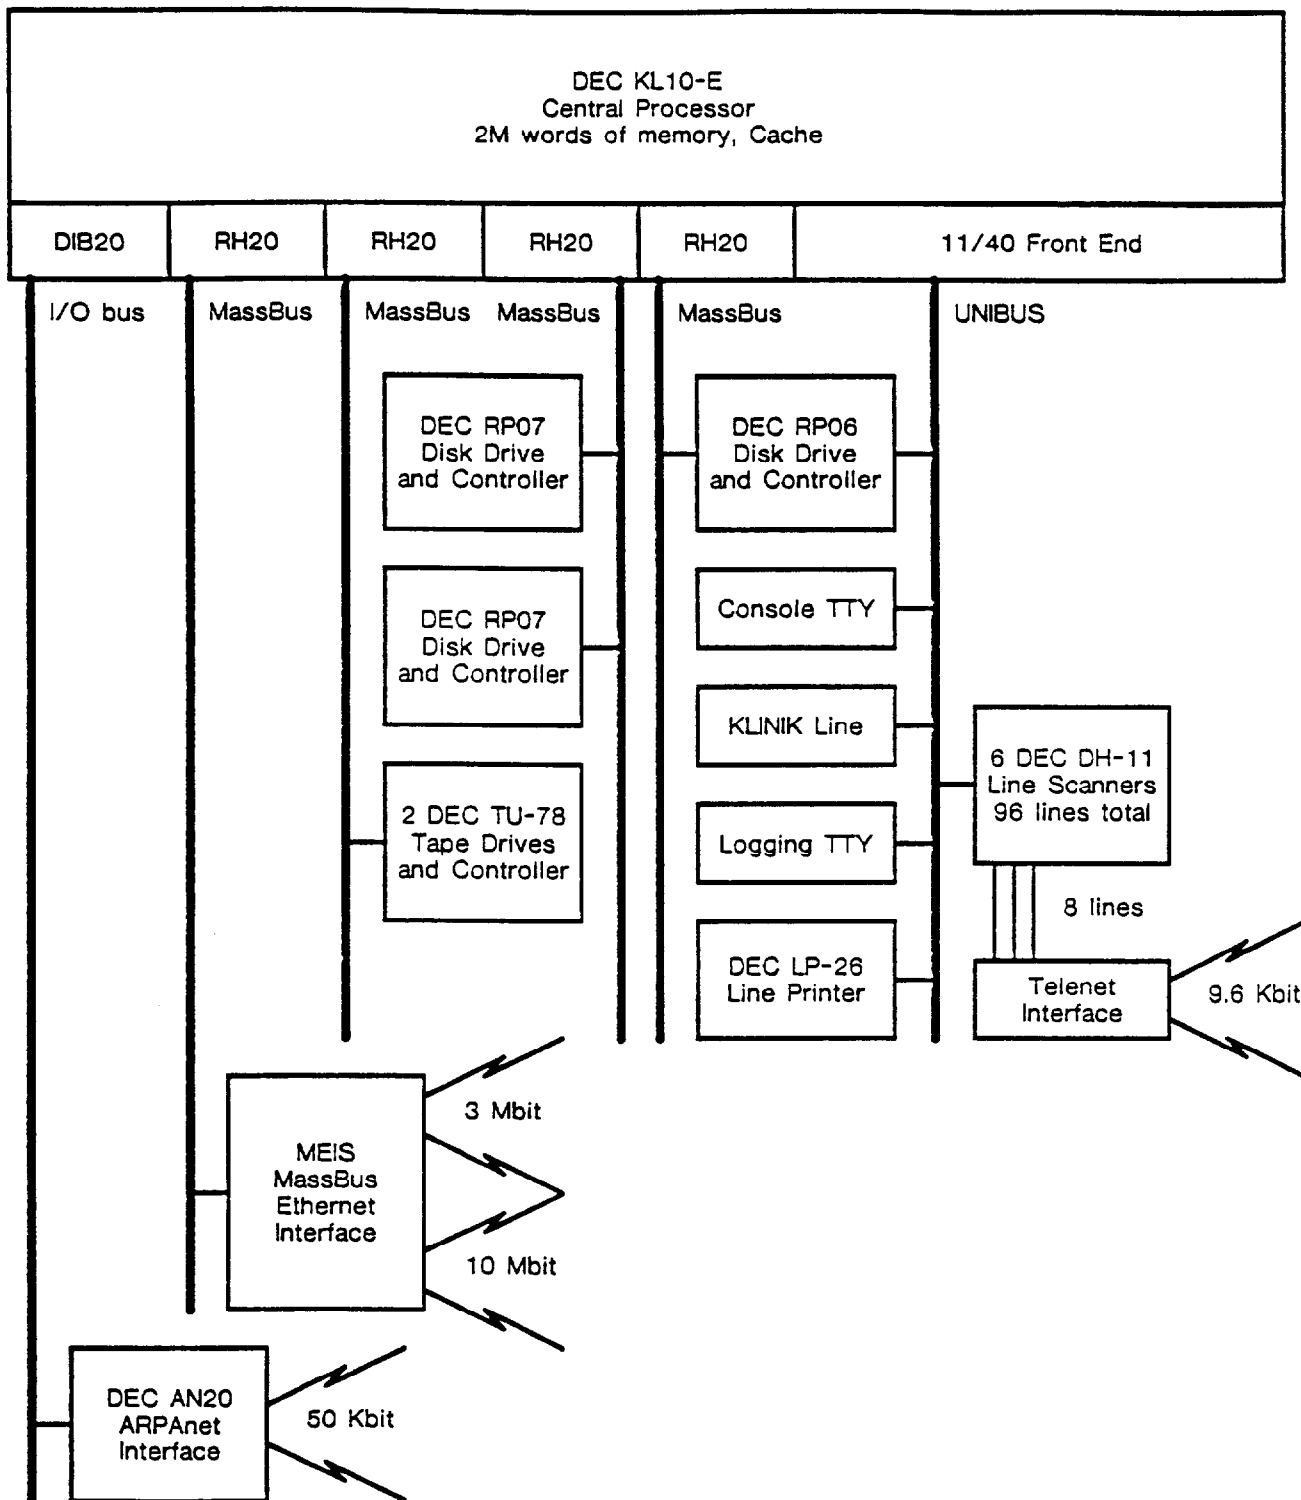 DEC KL10-E
Central Processor
2M words of memory, Cache
DIB20
RH20
RH20
RH20
RH20
11/40 Front End
I/O bus
MassBus
MassBus
MassBus
MassBus
UNIBUS
DEC RP07
Disk Drive
and Controller
DEC RP06
Disk Drive
and Controller
DEC RP07
Disk Drive
and Controller
Console TTY
KLINIK Line
6 DEC DH-11
Line Scanners
96 lines total
2 DEC TU-78
Tape Drives
and Controller
Logging TTY
8 lines
DEC LP-26
Line Printer
Telenet
Interface
9.6 Kbit
3 Mbit
MEIS
MassBus
Ethernet
Interface
10 Mbit
DEC AN20
ARPAnet
Interface
50 Kbit